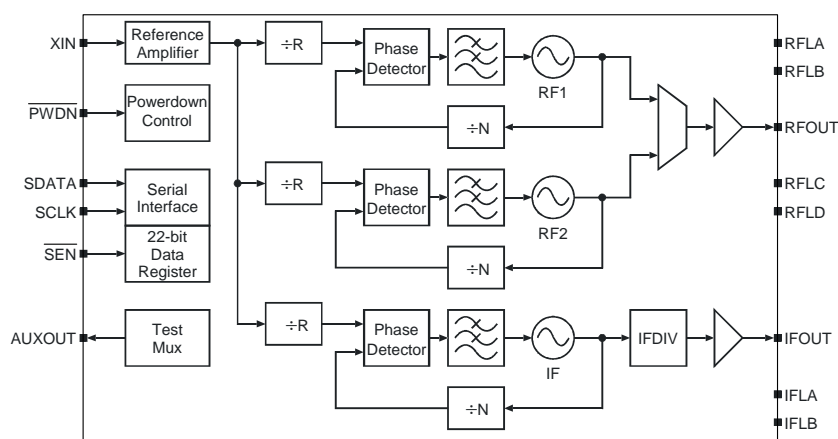 XIN
Reference
Amplifier
÷R
Phase
Detector
RF1
÷N
RFLA
RFLB
PWDN
Powerdown
Control
RFOUT
SDATA
SCLK
Serial
Interface
÷R
Phase
Detector
RF2
÷N
RFLC
RFLD
SEN
22-bit
Data
Register
AUXOUT
Test
Mux
÷R
Phase
Detector
IF
÷N
IFDIV
IFOUT
IFLA
IFLB